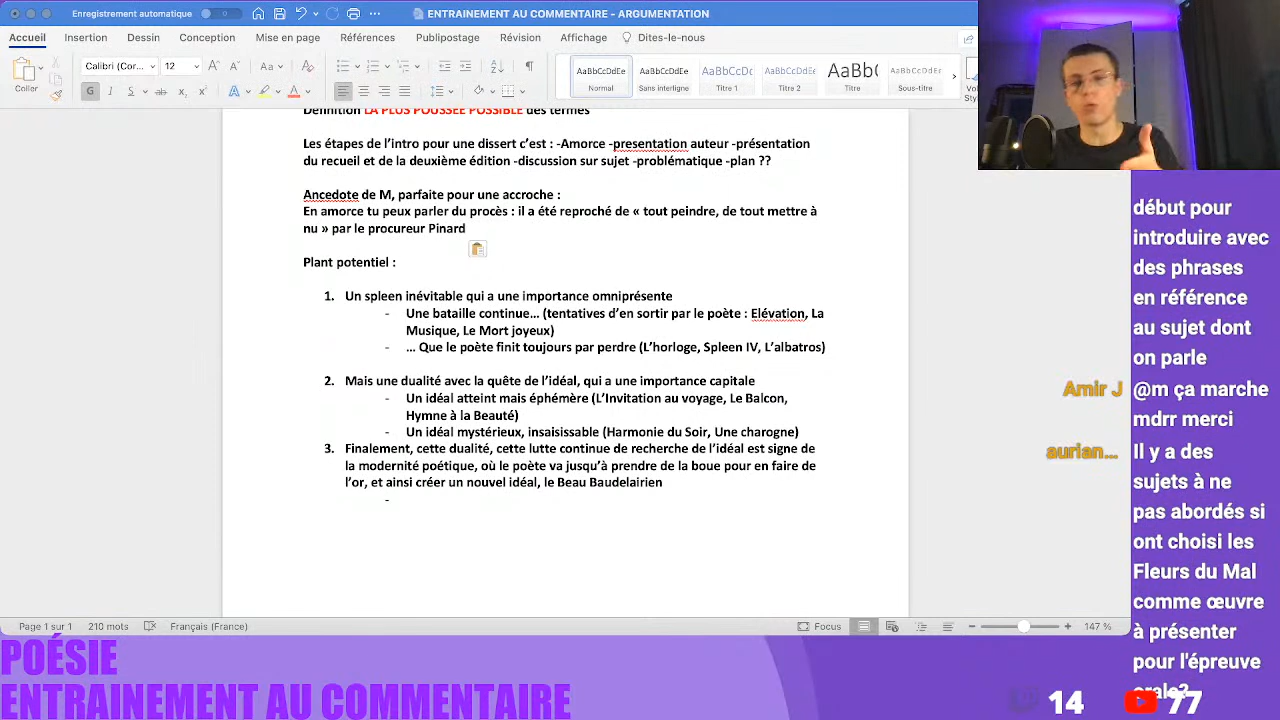 Enregistrement automatique
ENTRAINEMENT AU COMMENTAIRE - ARGUMENTATION
Accueil Insertion Dessin Conception Mise en page Références Publipostage Révision Affichage Dites-le-nous
Coller
Calibri (Cor... 12
G I S ab x₂ x²
AaBbCcDdEe AaBbCcDdEe AaBbCcDc AaBbCcDdEe AaBb( AaBbCcDdEe
Normal Sans interligne Titre 1 Titre 2 Titre Sous-titre
Définition LA PLUS POUSSÉE POSSIBLE des termes
Les étapes de l'intro pour une dissert c'est : -Amorce -presentation auteur -présentation
du recueil et de la deuxième édition -discussion sur sujet -problématique -plan ??
Ancedote de M, parfaite pour une accroche :
En amorce tu peux parler du procès : il a été reproché de « tout peindre, de tout mettre à
nu » par le procureur Pinard
Plant potentiel :
1. Un spleen inévitable qui a une importance omniprésente
- Une bataille continue… (tentatives d'en sortir par le poète : Elévation, La
Musique, Le Mort joyeux)
- … Que le poète finit toujours par perdre (L'horloge, Spleen IV, L'albatros)
2. Mais une dualité avec la quête de l'idéal, qui a une importance capitale
- Un idéal atteint mais éphémère (L'Invitation au voyage, Le Balcon,
Hymne à la Beauté)
- Un idéal mystérieux, insaisissable (Harmonie du Soir, Une charogne)
3. Finalement, cette dualité, cette lutte continue de recherche de l'idéal est signe de
la modernité poétique, où le poète va jusqu'à prendre de la boue pour en faire de
l'or, et ainsi créer un nouvel idéal, le Beau Baudelairien
-
Page 1 sur 1 210 mots Français (France) Focus 147 %
début pour
introduire avec
des phrases
en référence
au sujet dont
on parle
Amir J @m ça marche
mdrr merci
aurian... Il y a des
sujets à ne
pas abordés si
ont choisi les
Fleurs du Mal
comme œuvre
à présenter
pour l'épreuve
orale?
14 77
POÉSIE
ENTRAINEMENT AU COMMENTAIRE